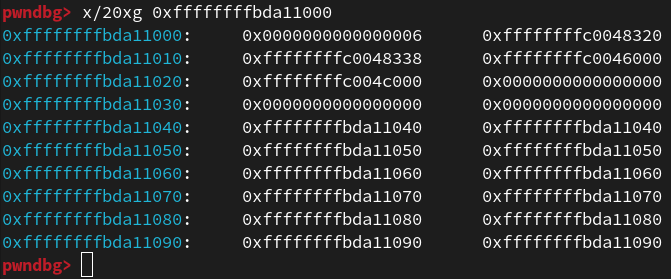 pwndbg> x/20xg 0xffffffffbda11000
0xffffffffbda11000: 0x0000000000000006 0xffffffffc0048320
0xffffffffbda11010: 0xffffffffc0048338 0xffffffffc0046000
0xffffffffbda11020: 0xffffffffc004c000 0x0000000000000000
0xffffffffbda11030: 0x0000000000000000 0x0000000000000000
0xffffffffbda11040: 0xffffffffbda11040 0xffffffffbda11040
0xffffffffbda11050: 0xffffffffbda11050 0xffffffffbda11050
0xffffffffbda11060: 0xffffffffbda11060 0xffffffffbda11060
0xffffffffbda11070: 0xffffffffbda11070 0xffffffffbda11070
0xffffffffbda11080: 0xffffffffbda11080 0xffffffffbda11080
0xffffffffbda11090: 0xffffffffbda11090 0xffffffffbda11090
pwndbg>